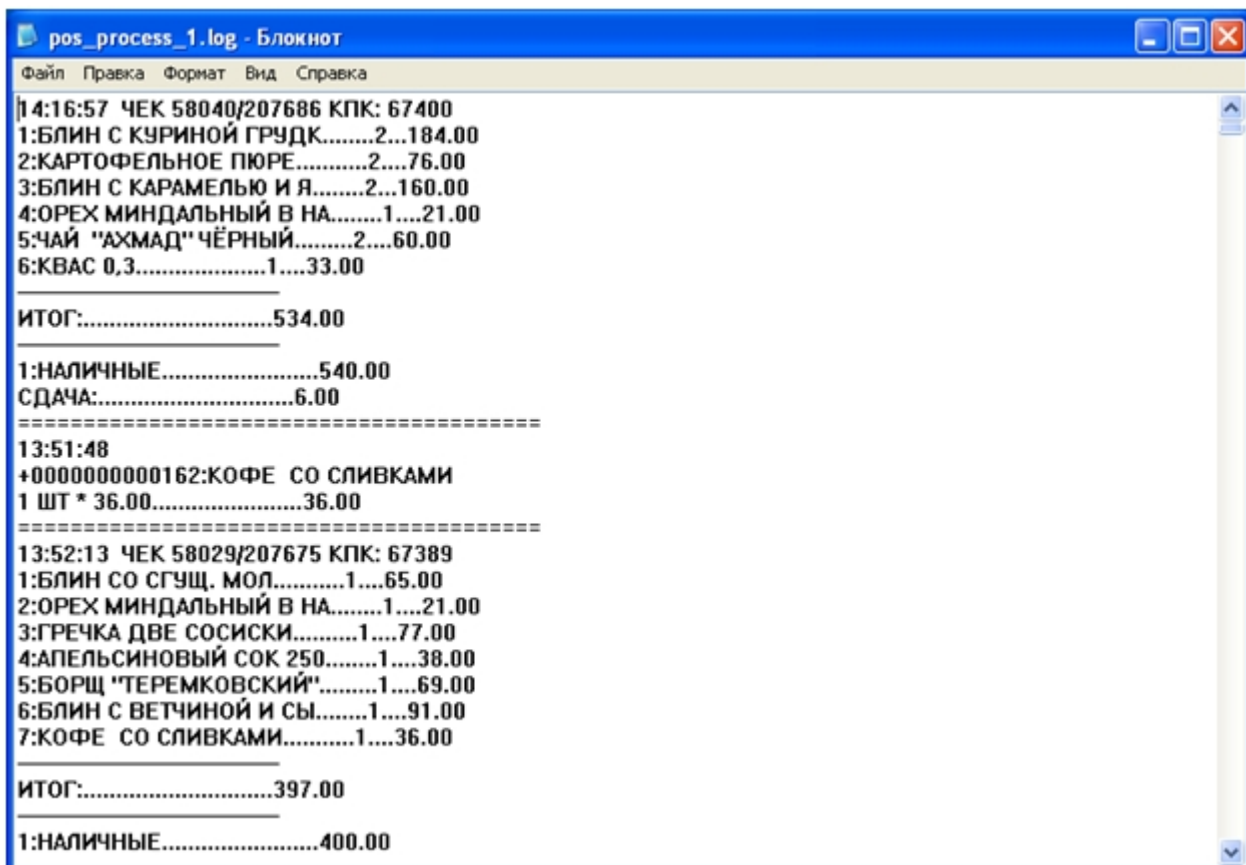 pos_process_1.log - Блокнот
Файл Правка Формат Вид Справка
14:16:57 ЧЕК 58040/207686 КПК: 67400
1:БЛИН С КУРИНОЙ ГРУДК........2...184.00
2:КАРТОФЕЛЬНОЕ ПЮРЕ...........2....76.00
3:БЛИН С КАРАМЕЛЬЮ И Я........2...160.00
4:ОРЕХ МИНДАЛЬНЫЙ В НА........1....21.00
5:ЧАЙ "АХМАД" ЧЁРНЫЙ.........2....60.00
6:КВАС 0,3....................1....33.00
ИТОГ:.............................534.00
1:НАЛИЧНЫЕ........................540.00
СДАЧА:..............................6.00
========================================
13:51:48
+0000000000162:КОФЕ СО СЛИВКАМИ
1 ШТ * 36.00.......................36.00
========================================
13:52:13 ЧЕК 58029/207675 КПК: 67389
1:БЛИН СО СГУЩ. МОЛ...........1....65.00
2:ОРЕХ МИНДАЛЬНЫЙ В НА........1....21.00
3:ГРЕЧКА ДВЕ СОСИСКИ..........1....77.00
4:АПЕЛЬСИНОВЫЙ СОК 250........1....38.00
5:БОРЩ "ТЕРЕМКОВСКИЙ".........1....69.00
6:БЛИН С ВЕТЧИНОЙ И СЫ........1....91.00
7:КОФЕ СО СЛИВКАМИ...........1....36.00
ИТОГ:.............................397.00
1:НАЛИЧНЫЕ........................400.00